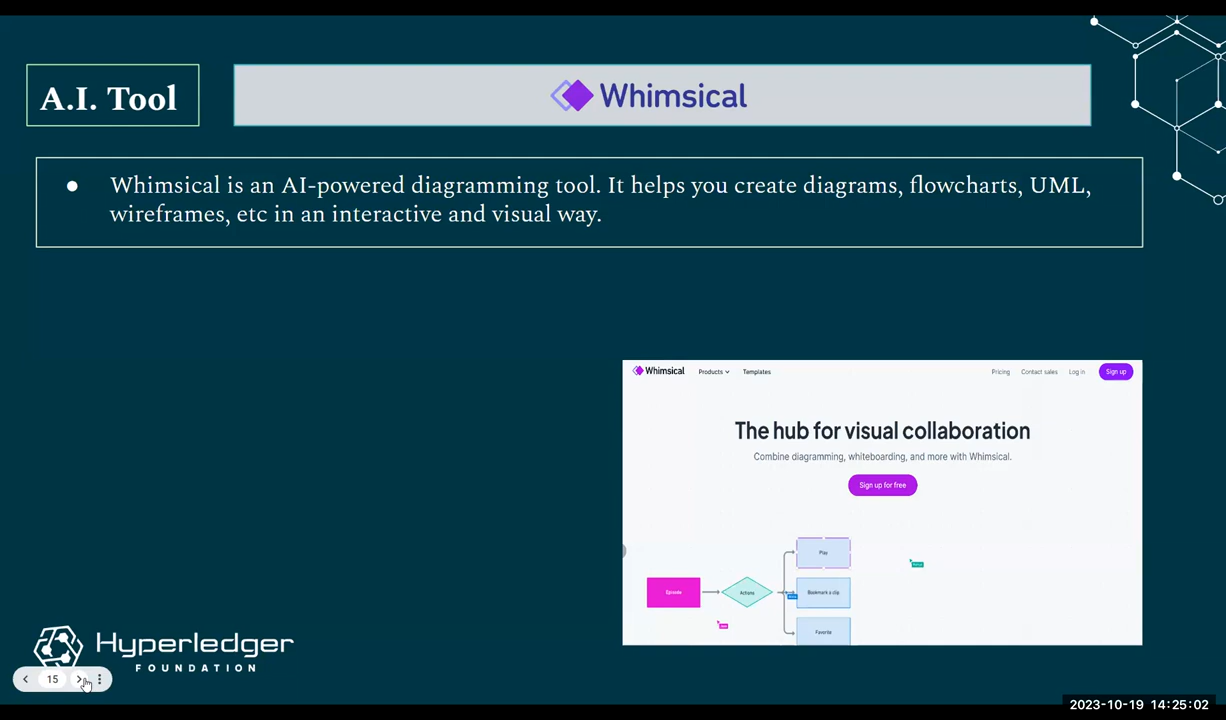 A.I. Tool
Whimsical
Whimsical is an AI-powered diagramming tool. It helps you create diagrams, flowcharts, UML,
wireframes, etc in an interactive and visual way.
Whimsical Products Templates Pricing Contact sales Log in Sign up
The hub for visual collaboration
Combine diagramming, whiteboarding, and more with Whimsical.
Sign up for free
Play
Episode
Actions
Bookmark a clip
Favorite
Hyperledger
FOUNDATION
15
2023-10-19 14:25:02